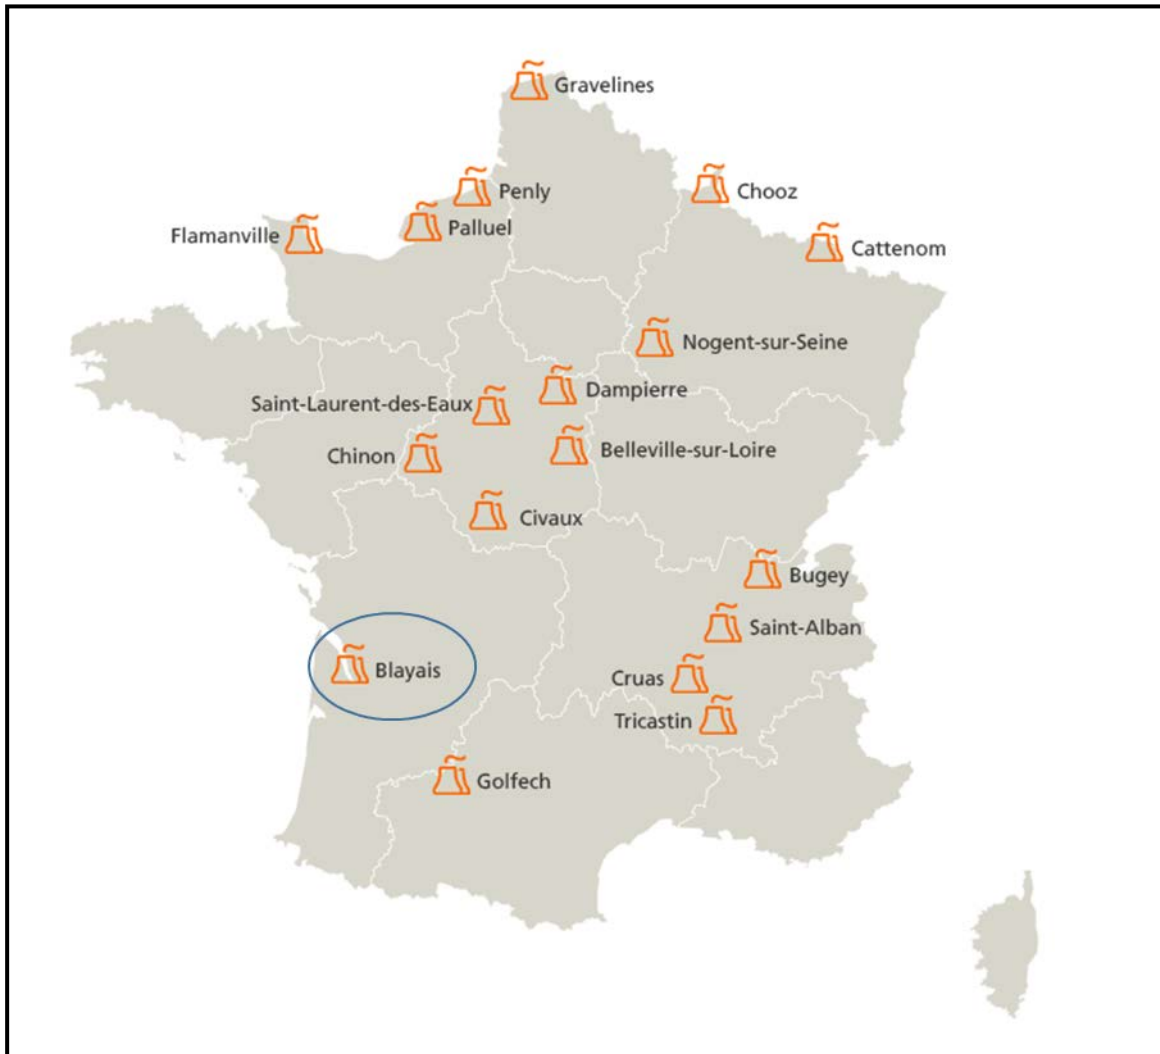 Gravelines
Penly
Chooz
Palluel
Flamanville
Cattenom
Nogent-sur-Seine
Dampierre
Saint-Laurent-des-Eaux
Belleville-sur-Loire
Chinon
Civaux
Bugey
Saint-Alban
Blayais
Cruas
Tricastin
Golfech